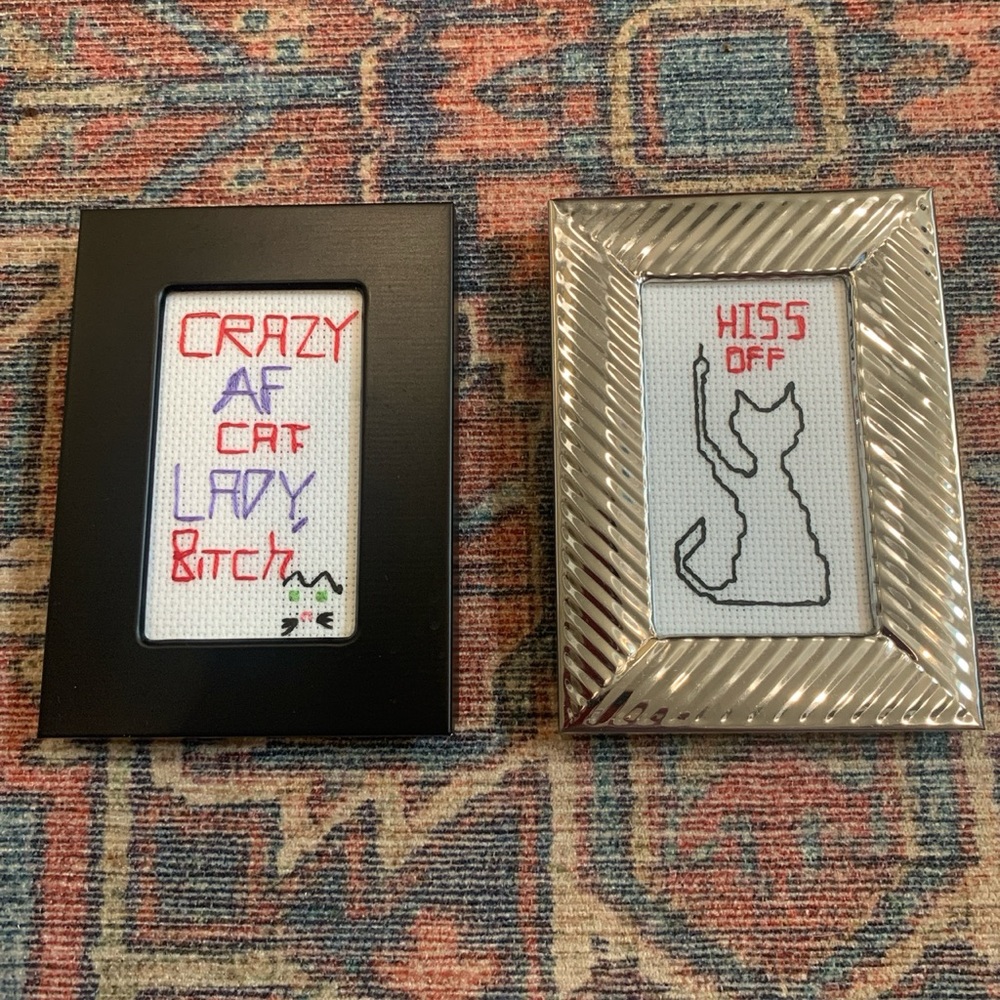 CRAZY
AF
CAT
LADY,
BITCh
HISS
OFF